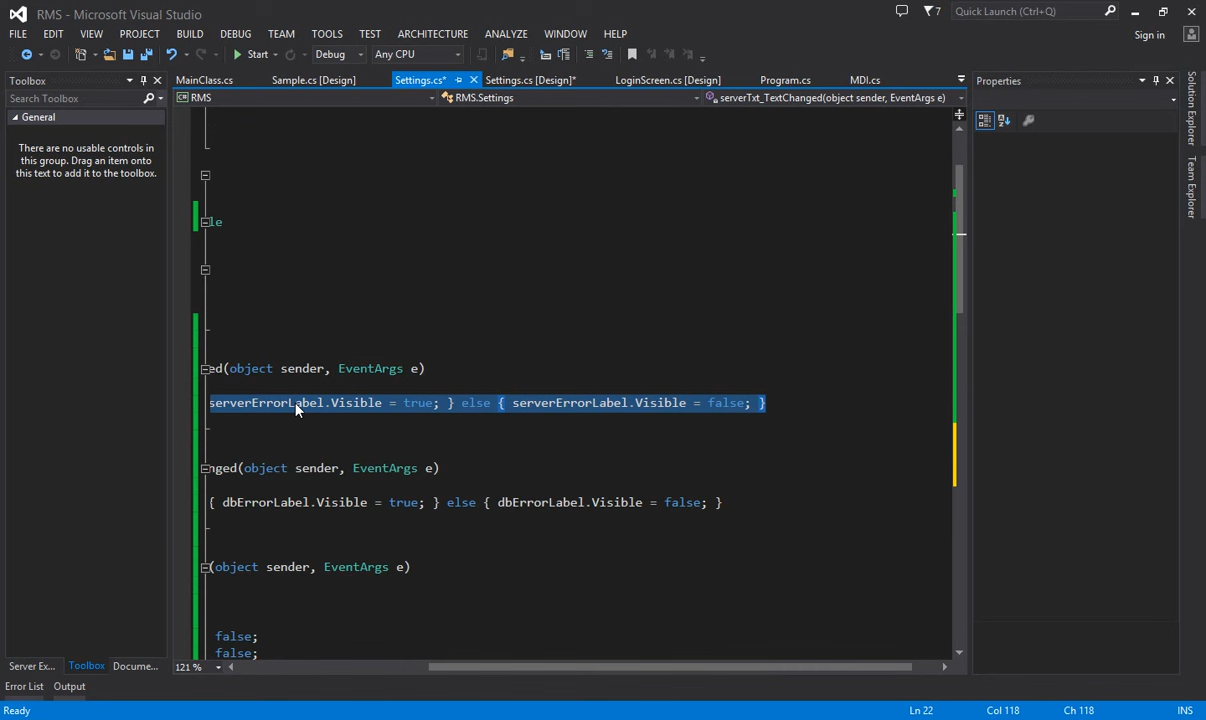 RMS - Microsoft Visual Studio
7
Quick Launch (Ctrl+Q)
FILE EDIT VIEW PROJECT BUILD DEBUG TEAM TOOLS TEST ARCHITECTURE ANALYZE WINDOW HELP
Sign in
Start Debug Any CPU
Toolbox
MainClass.cs Sample.cs [Design] Settings.cs* Settings.cs [Design]* LoginScreen.cs [Design] Program.cs MDI.cs
Properties
Search Toolbox
RMS RMS.Settings serverTxt_TextChanged(object sender, EventArgs e)
General
There are no usable controls in
this group. Drag an item onto
this text to add it to the toolbox.
Solution Explorer
Team Explorer
le
ed(object sender, EventArgs e)
serverErrorLabel.Visible = true; } else { serverErrorLabel.Visible = false; }
nged(object sender, EventArgs e)
{ dbErrorLabel.Visible = true; } else { dbErrorLabel.Visible = false; }
(object sender, EventArgs e)
false;
false;
Server Ex... Toolbox Docume...
121 %
Error List Output
Ready Ln 22 Col 118 Ch 118 INS